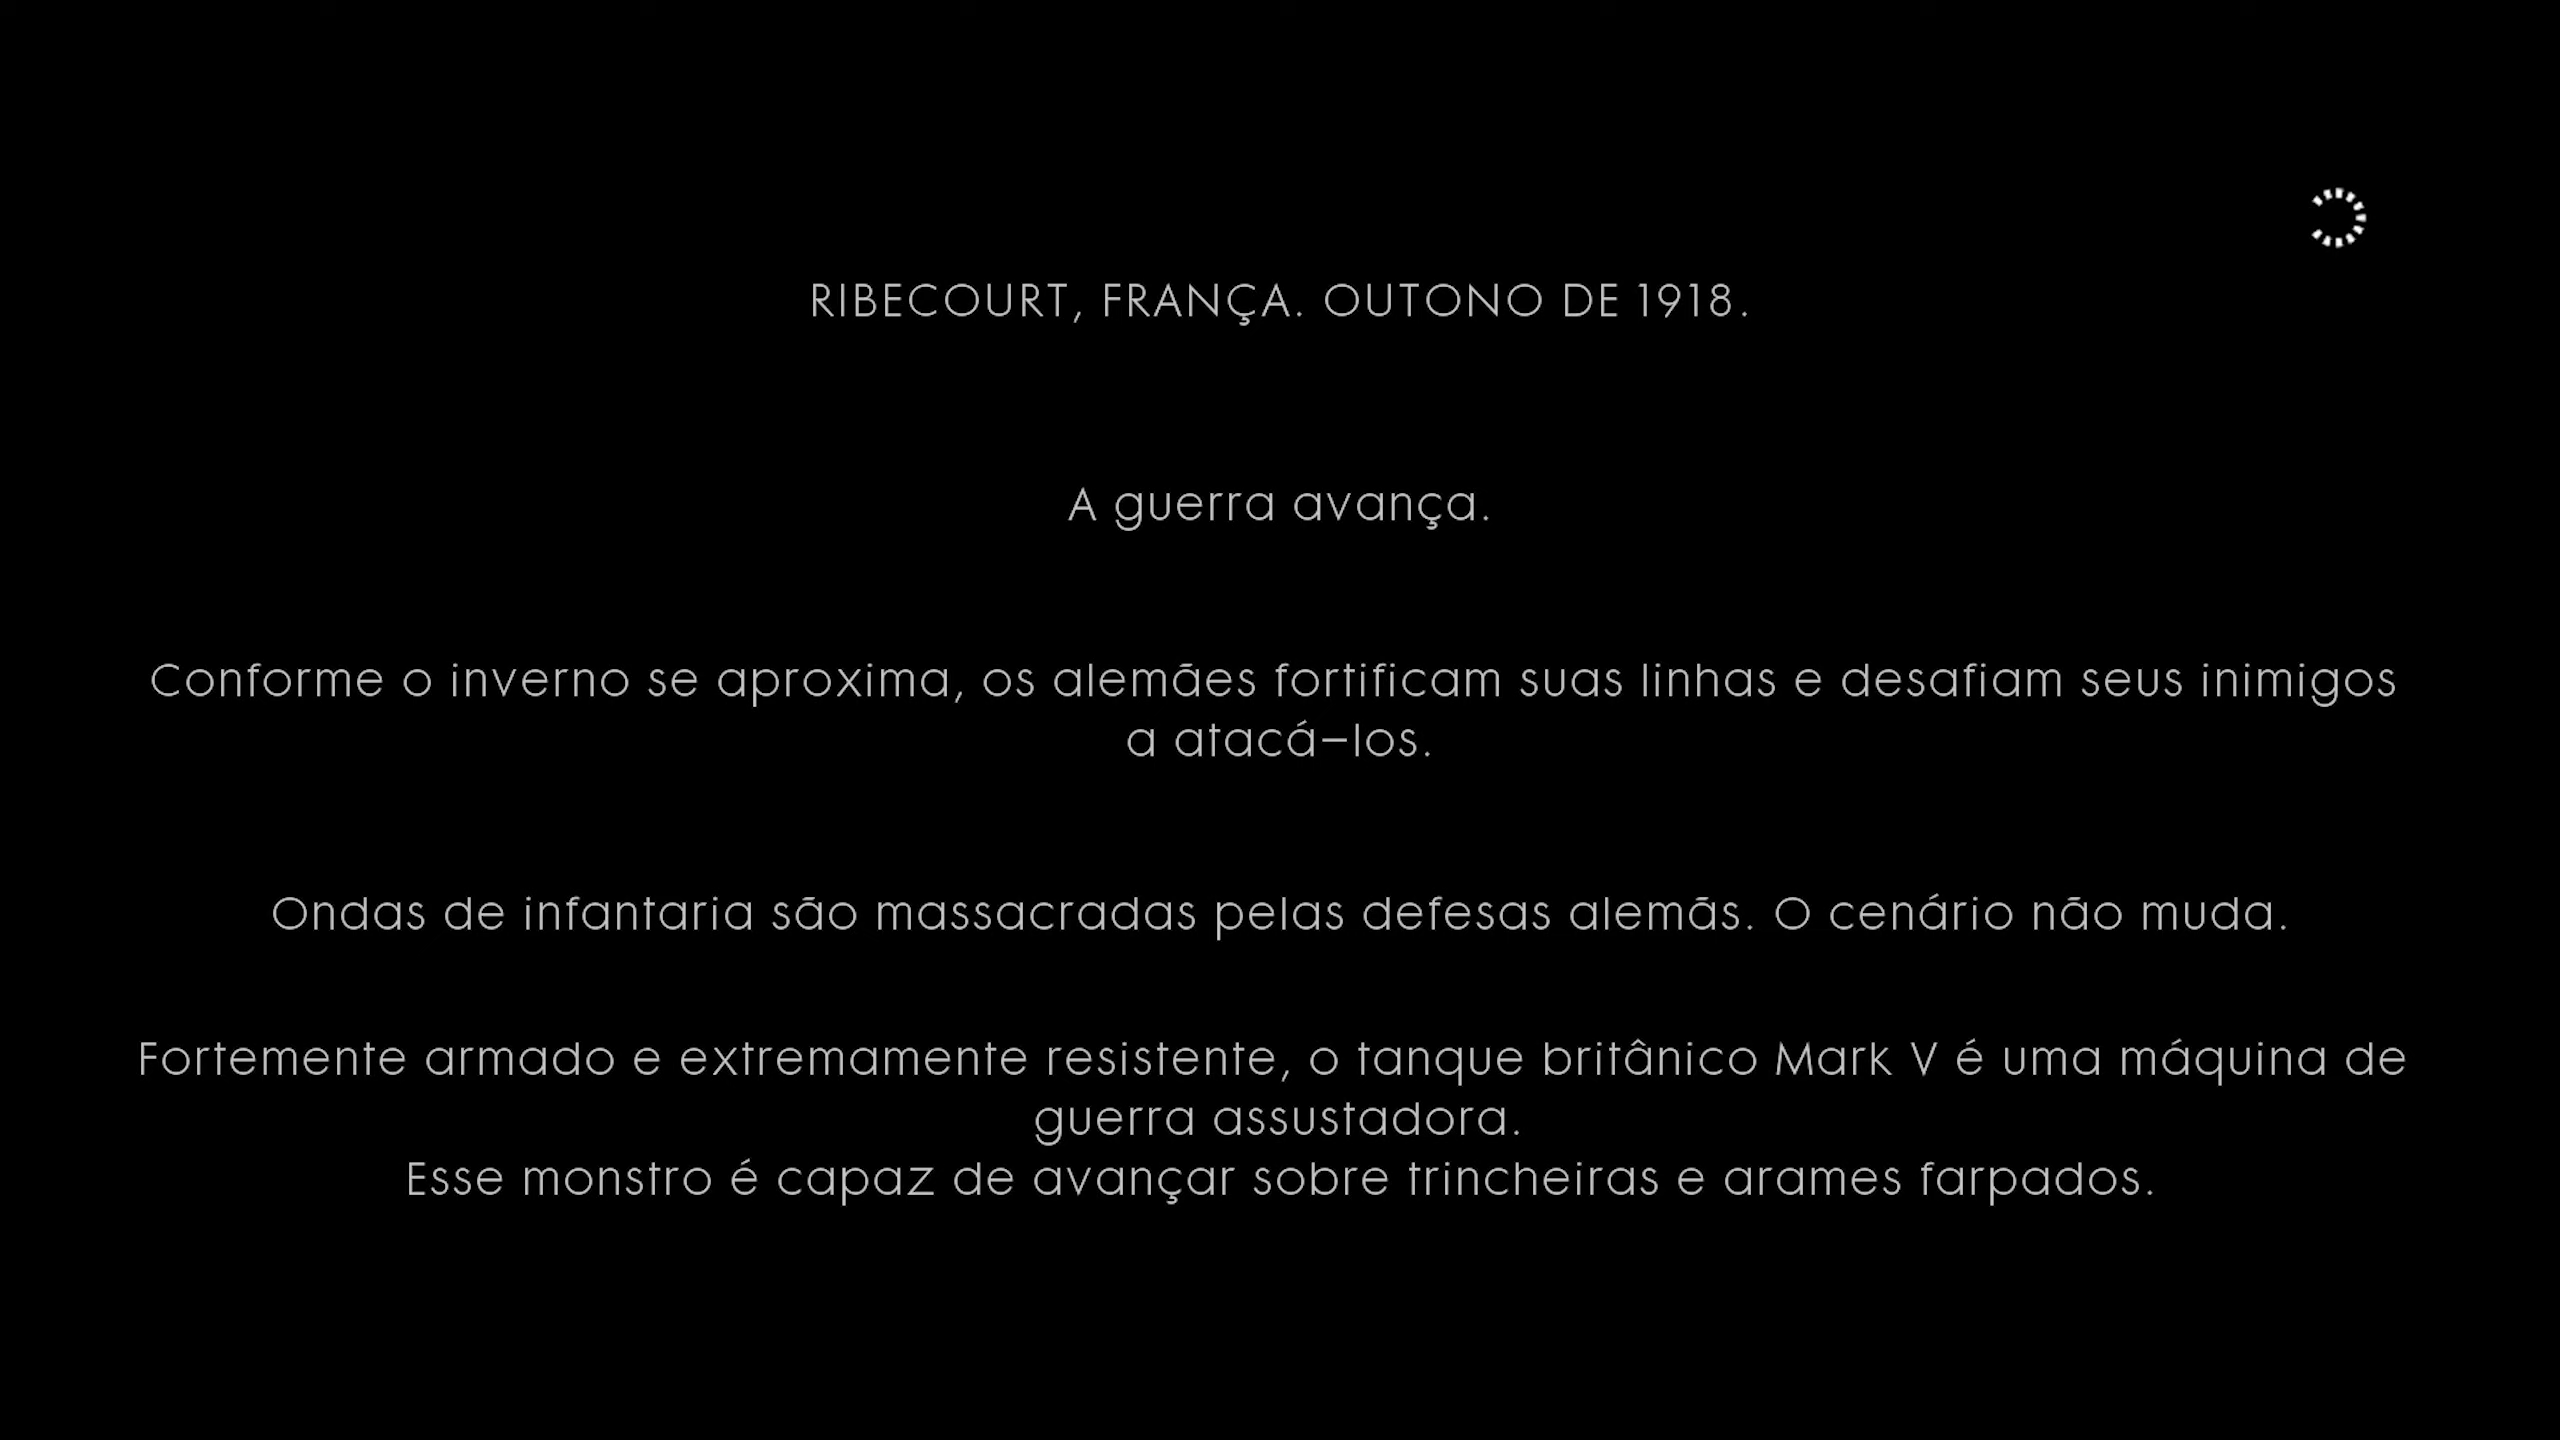 RIBECOURT, FRANÇA. OUTONO DE 1918.
A guerra avança.
Conforme o inverno se aproxima, os alemães fortificam suas linhas e desafiam seus inimigos
a atacá-los.
Ondas de infantaria são massacradas pelas defesas alemãs. O cenário não muda.
Fortemente armado e extremamente resistente, o tanque britânico Mark V é uma máquina de
guerra assustadora.
Esse monstro é capaz de avançar sobre trincheiras e arames farpados.